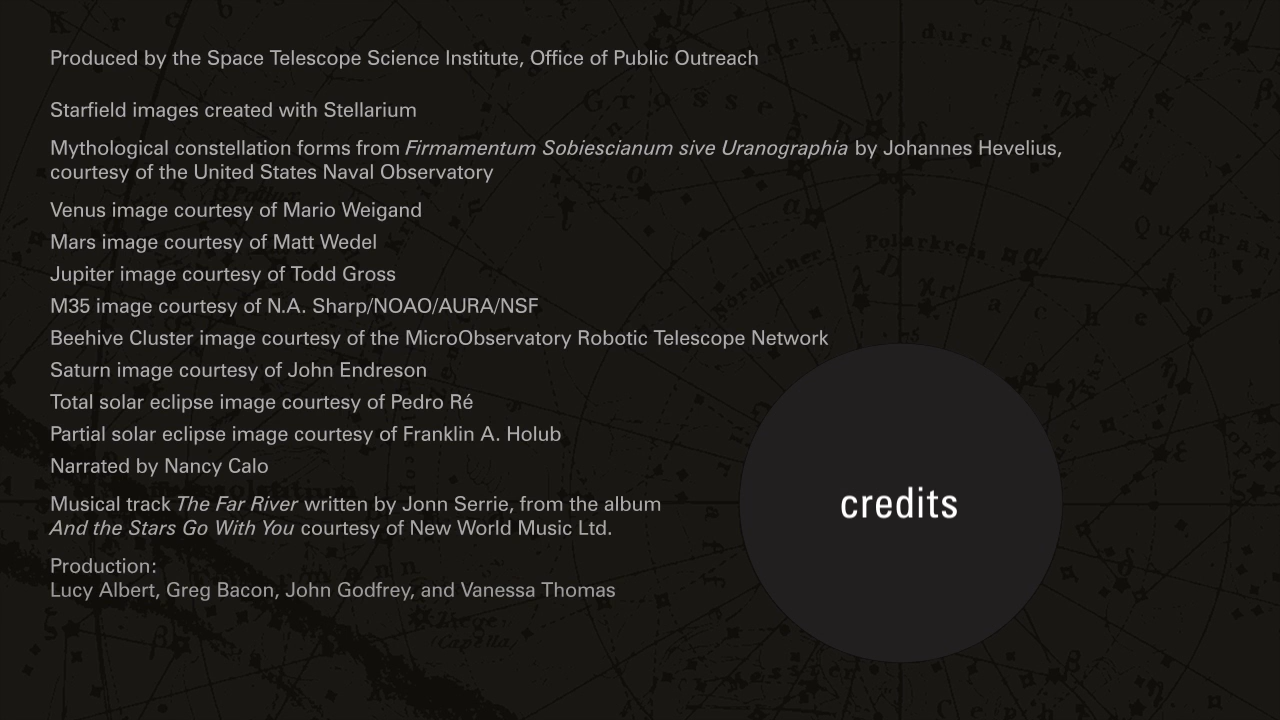 Produced by the Space Telescope Science Institute, Office of Public Outreach
Starfield images created with Stellarium
Mythological constellation forms from Firmamentum Sobiescianum sive Uranographia by Johannes Hevelius,
courtesy of the United States Naval Observatory
Venus image courtesy of Mario Weigand
Mars image courtesy of Matt Wedel
Jupiter image courtesy of Todd Gross
M35 image courtesy of N.A. Sharp/NOAO/AURA/NSF
Beehive Cluster image courtesy of the MicroObservatory Robotic Telescope Network
Saturn image courtesy of John Endreson
Total solar eclipse image courtesy of Pedro Ré
Partial solar eclipse image courtesy of Franklin A. Holub
Narrated by Nancy Calo
Musical track The Far River written by Jonn Serrie, from the album
And the Stars Go With You courtesy of New World Music Ltd.
Production:
Lucy Albert, Greg Bacon, John Godfrey, and Vanessa Thomas
credits
Grosse
durchgehe
Polarkreis
Nördlicher
Ziege
(Capella)